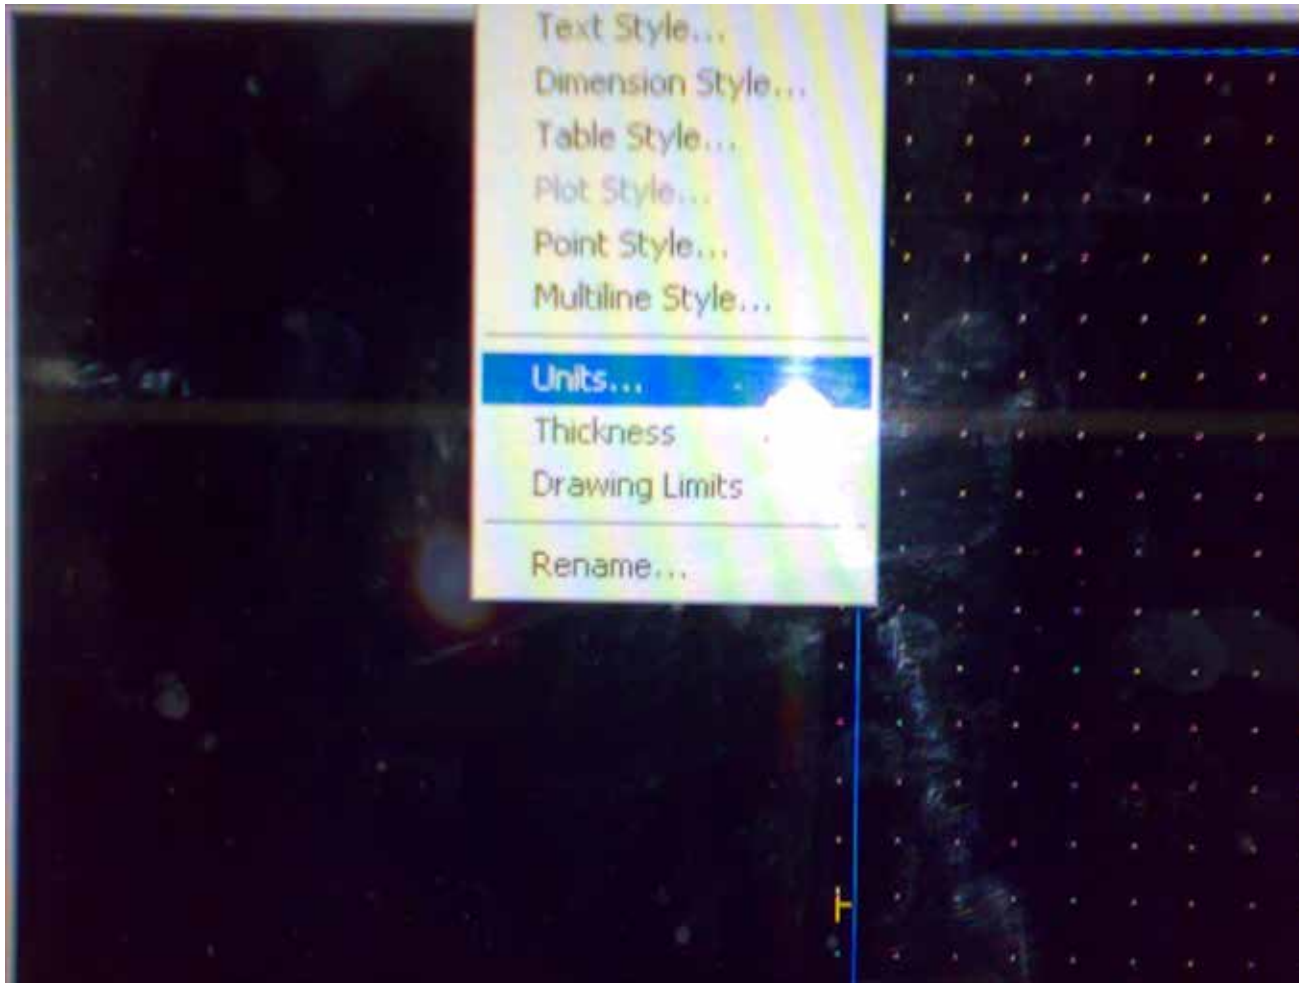 Text Style...
Dimension Style...
Table Style...
Plot Style...
Point Style...
Multiline Style...
Units...
Thickness
Drawing Limits
Rename...